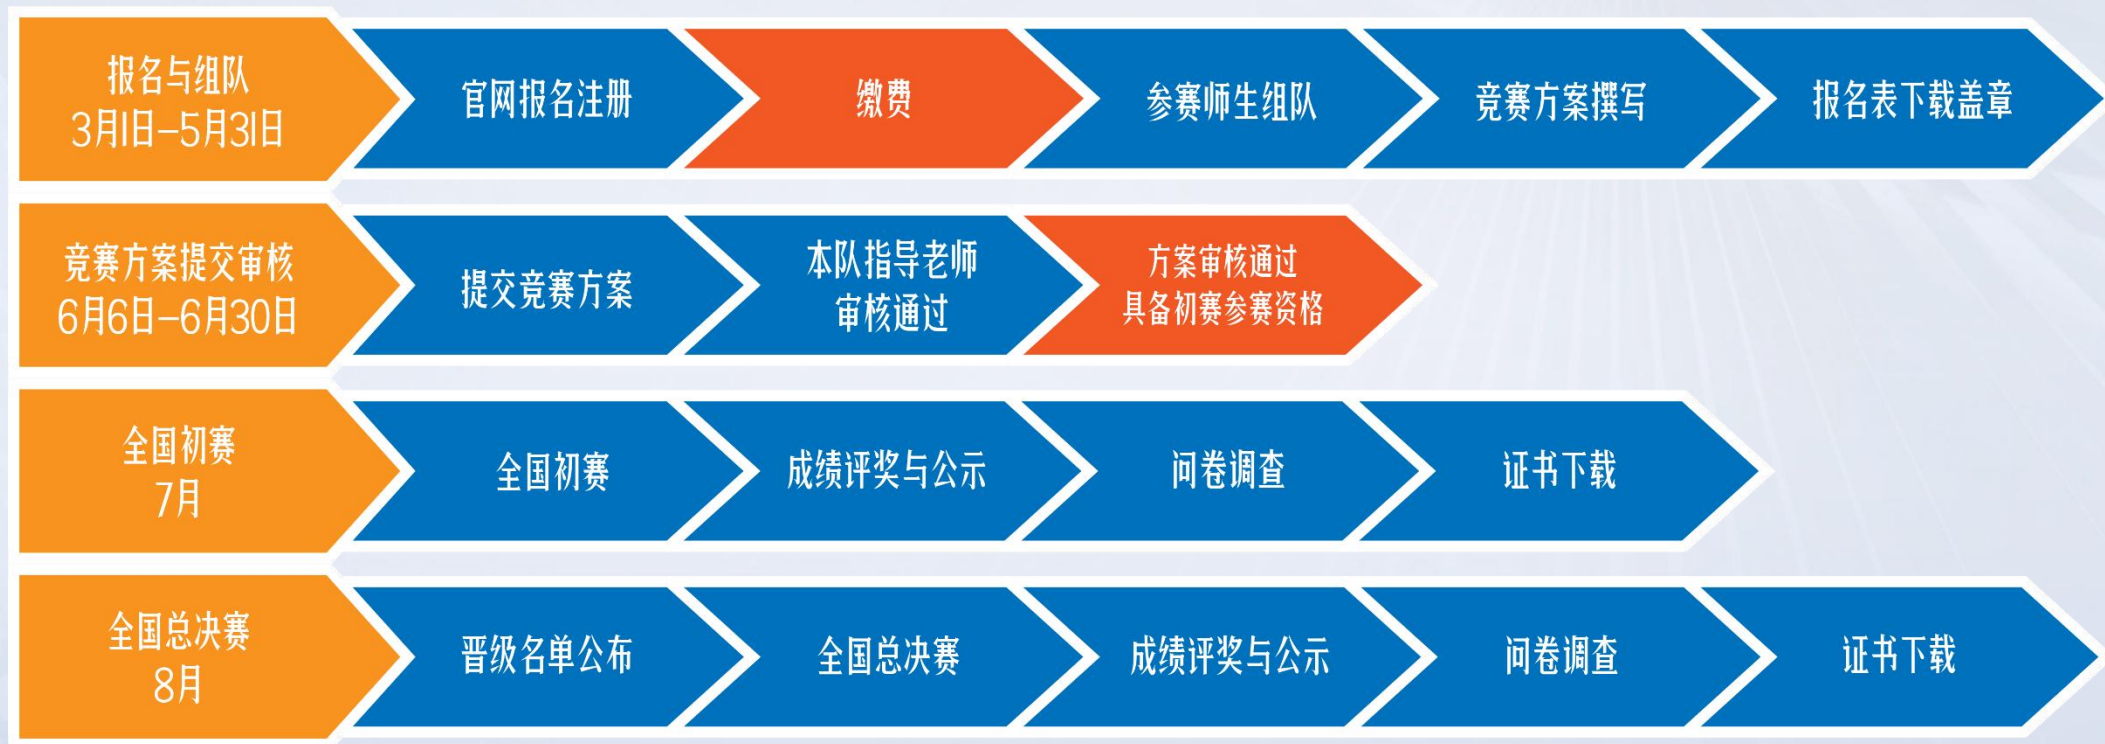 报名与组队
3月1日-5月31日
官网报名注册
缴费
参赛师生组队
竞赛方案撰写
报名表下载盖章
竞赛方案提交审核
6月6日-6月30日
提交竞赛方案
本队指导老师
审核通过
方案审核通过
具备初赛参赛资格
全国初赛
7月
全国初赛
成绩评奖与公示
问卷调查
证书下载
全国总决赛
8月
晋级名单公布
全国总决赛
成绩评奖与公示
问卷调查
证书下载